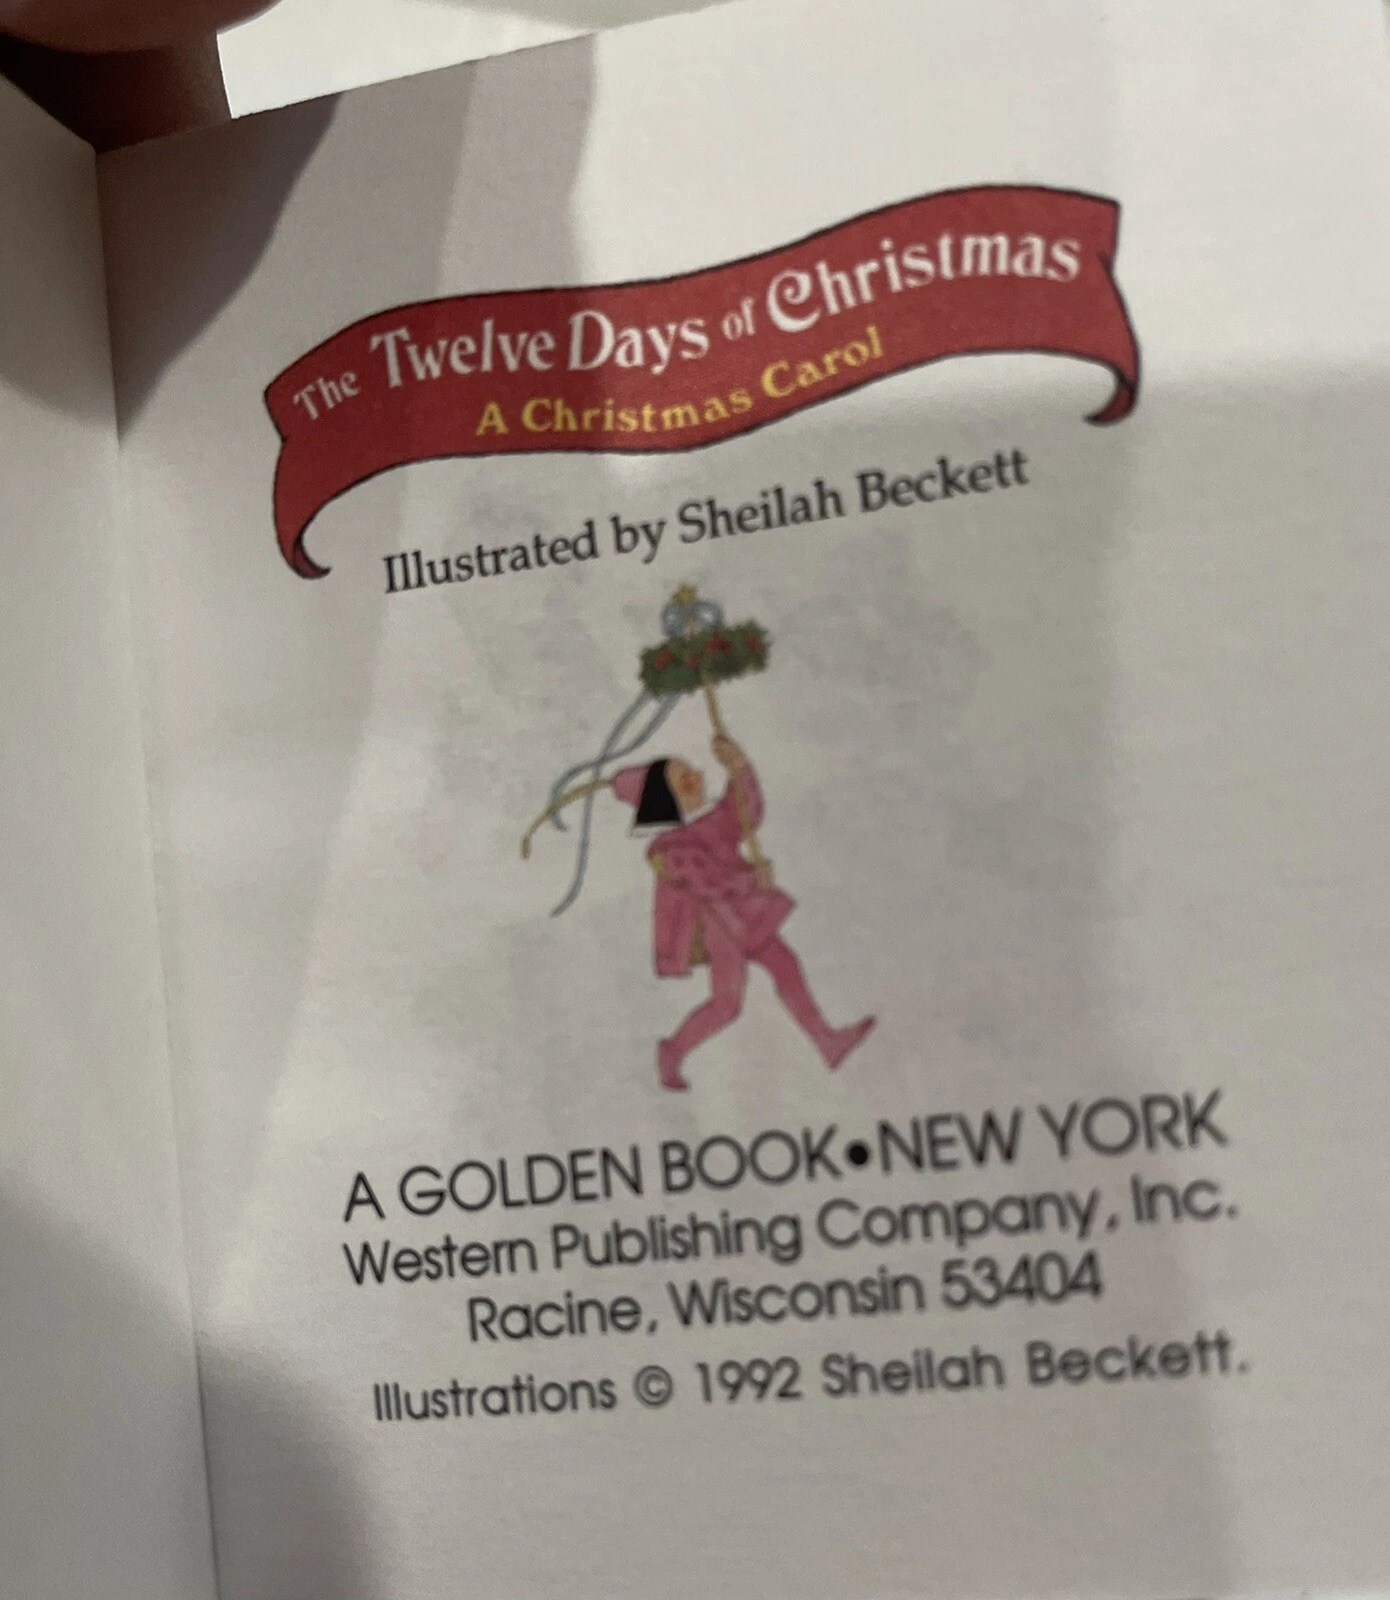 The Twelve Days of Christmas
A Christmas Carol
Illustrated by Sheilah Beckett
A GOLDEN BOOK•NEW YORK
Western Publishing Company, Inc.
Racine, Wisconsin 53404
Illustrations © 1992 Sheilah Beckett.